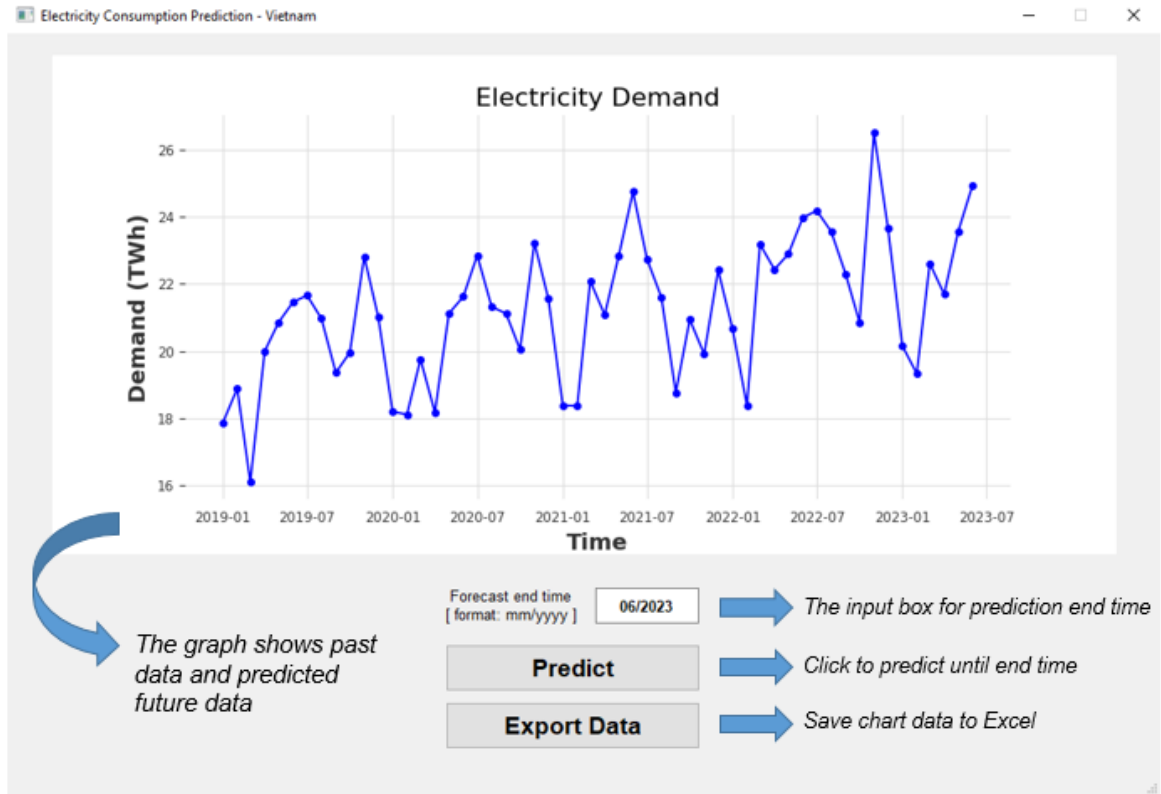 Electricity Consumption Prediction - Vietnam
Electricity Demand
Demand (TWh)
26
24
22
20
18
16
2019-01 2019-07 2020-01 2020-07 2021-01 2021-07 2022-01 2022-07 2023-01 2023-07
Time
The graph shows past
data and predicted
future data
Forecast end time
[ format: mm/yyyy ]
06/2023
The input box for prediction end time
Predict
Click to predict until end time
Export Data
Save chart data to Excel